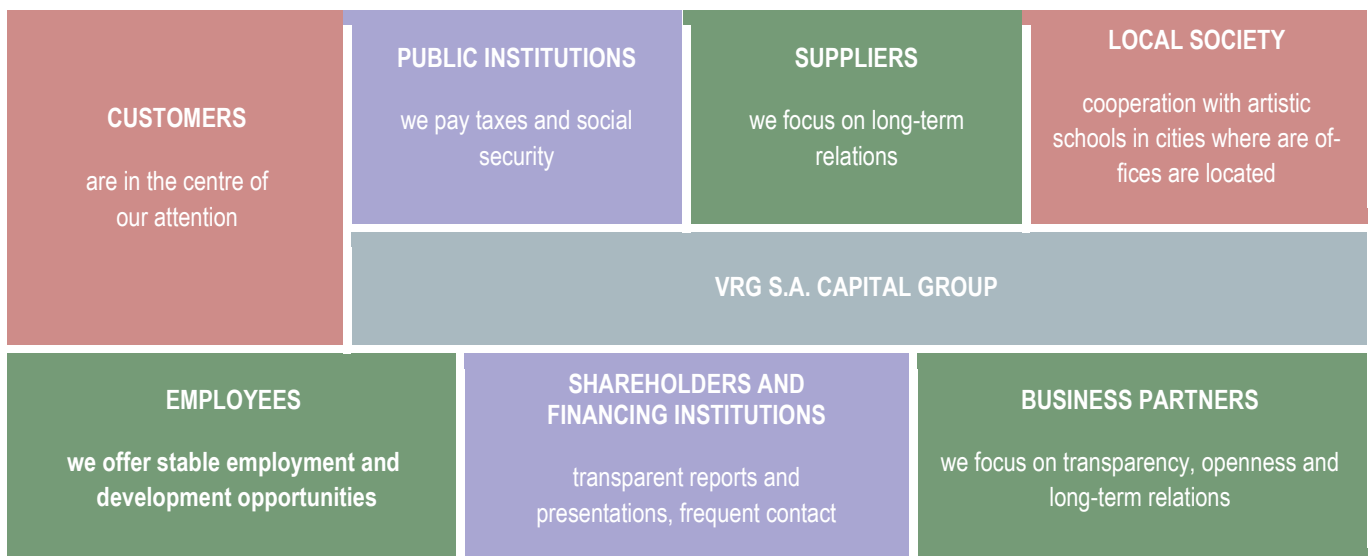 CUSTOMERS
are in the centre of
our attention
PUBLIC INSTITUTIONS
we pay taxes and social
security
SUPPLIERS
we focus on long-term
relations
LOCAL SOCIETY
cooperation with artistic
schools in cities where are of-
fices are located
VRG S.A. CAPITAL GROUP
EMPLOYEES
we offer stable employment and
development opportunities
SHAREHOLDERS AND
FINANCING INSTITUTIONS
transparent reports and
presentations, frequent contact
BUSINESS PARTNERS
we focus on transparency, openness and
long-term relations